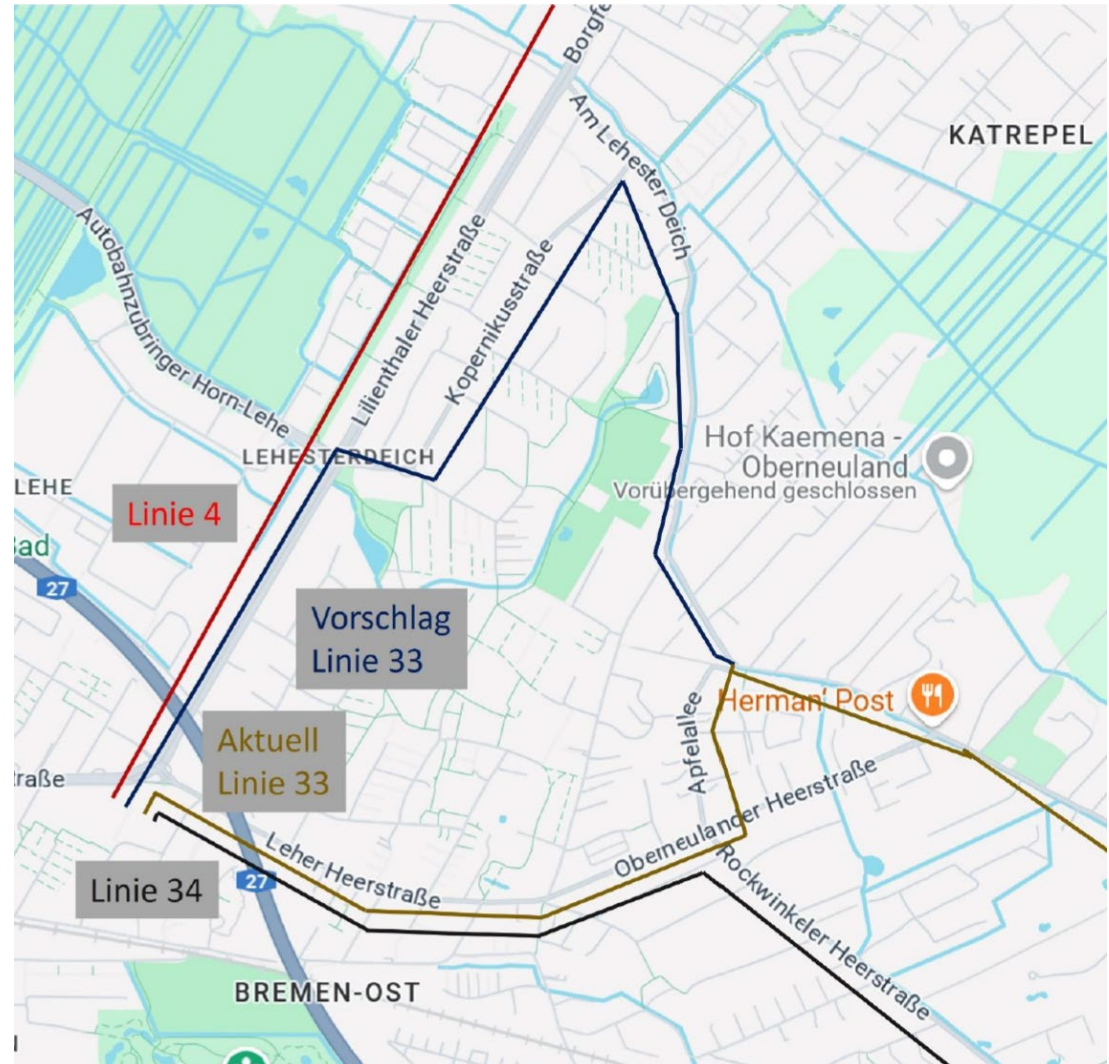 Borgfe
Am Lehester Deich
KATREPEL
Autobahnzubringer Horn-Lehe
Lilienthaler Heerstraße
Kopernikusstraße
LEHESTERDEICH
Hof Kaemena -
Oberneuland
Vorübergehend geschlossen
LEHE
Linie 4
Bad
27
Vorschlag
Linie 33
Herman' Post
Aktuell
Linie 33
Apfelallee
raße
Oberneulander Heerstraße
Leher Heerstraße
Rockwinkeler Heerstraße
27
Linie 34
BREMEN-OST